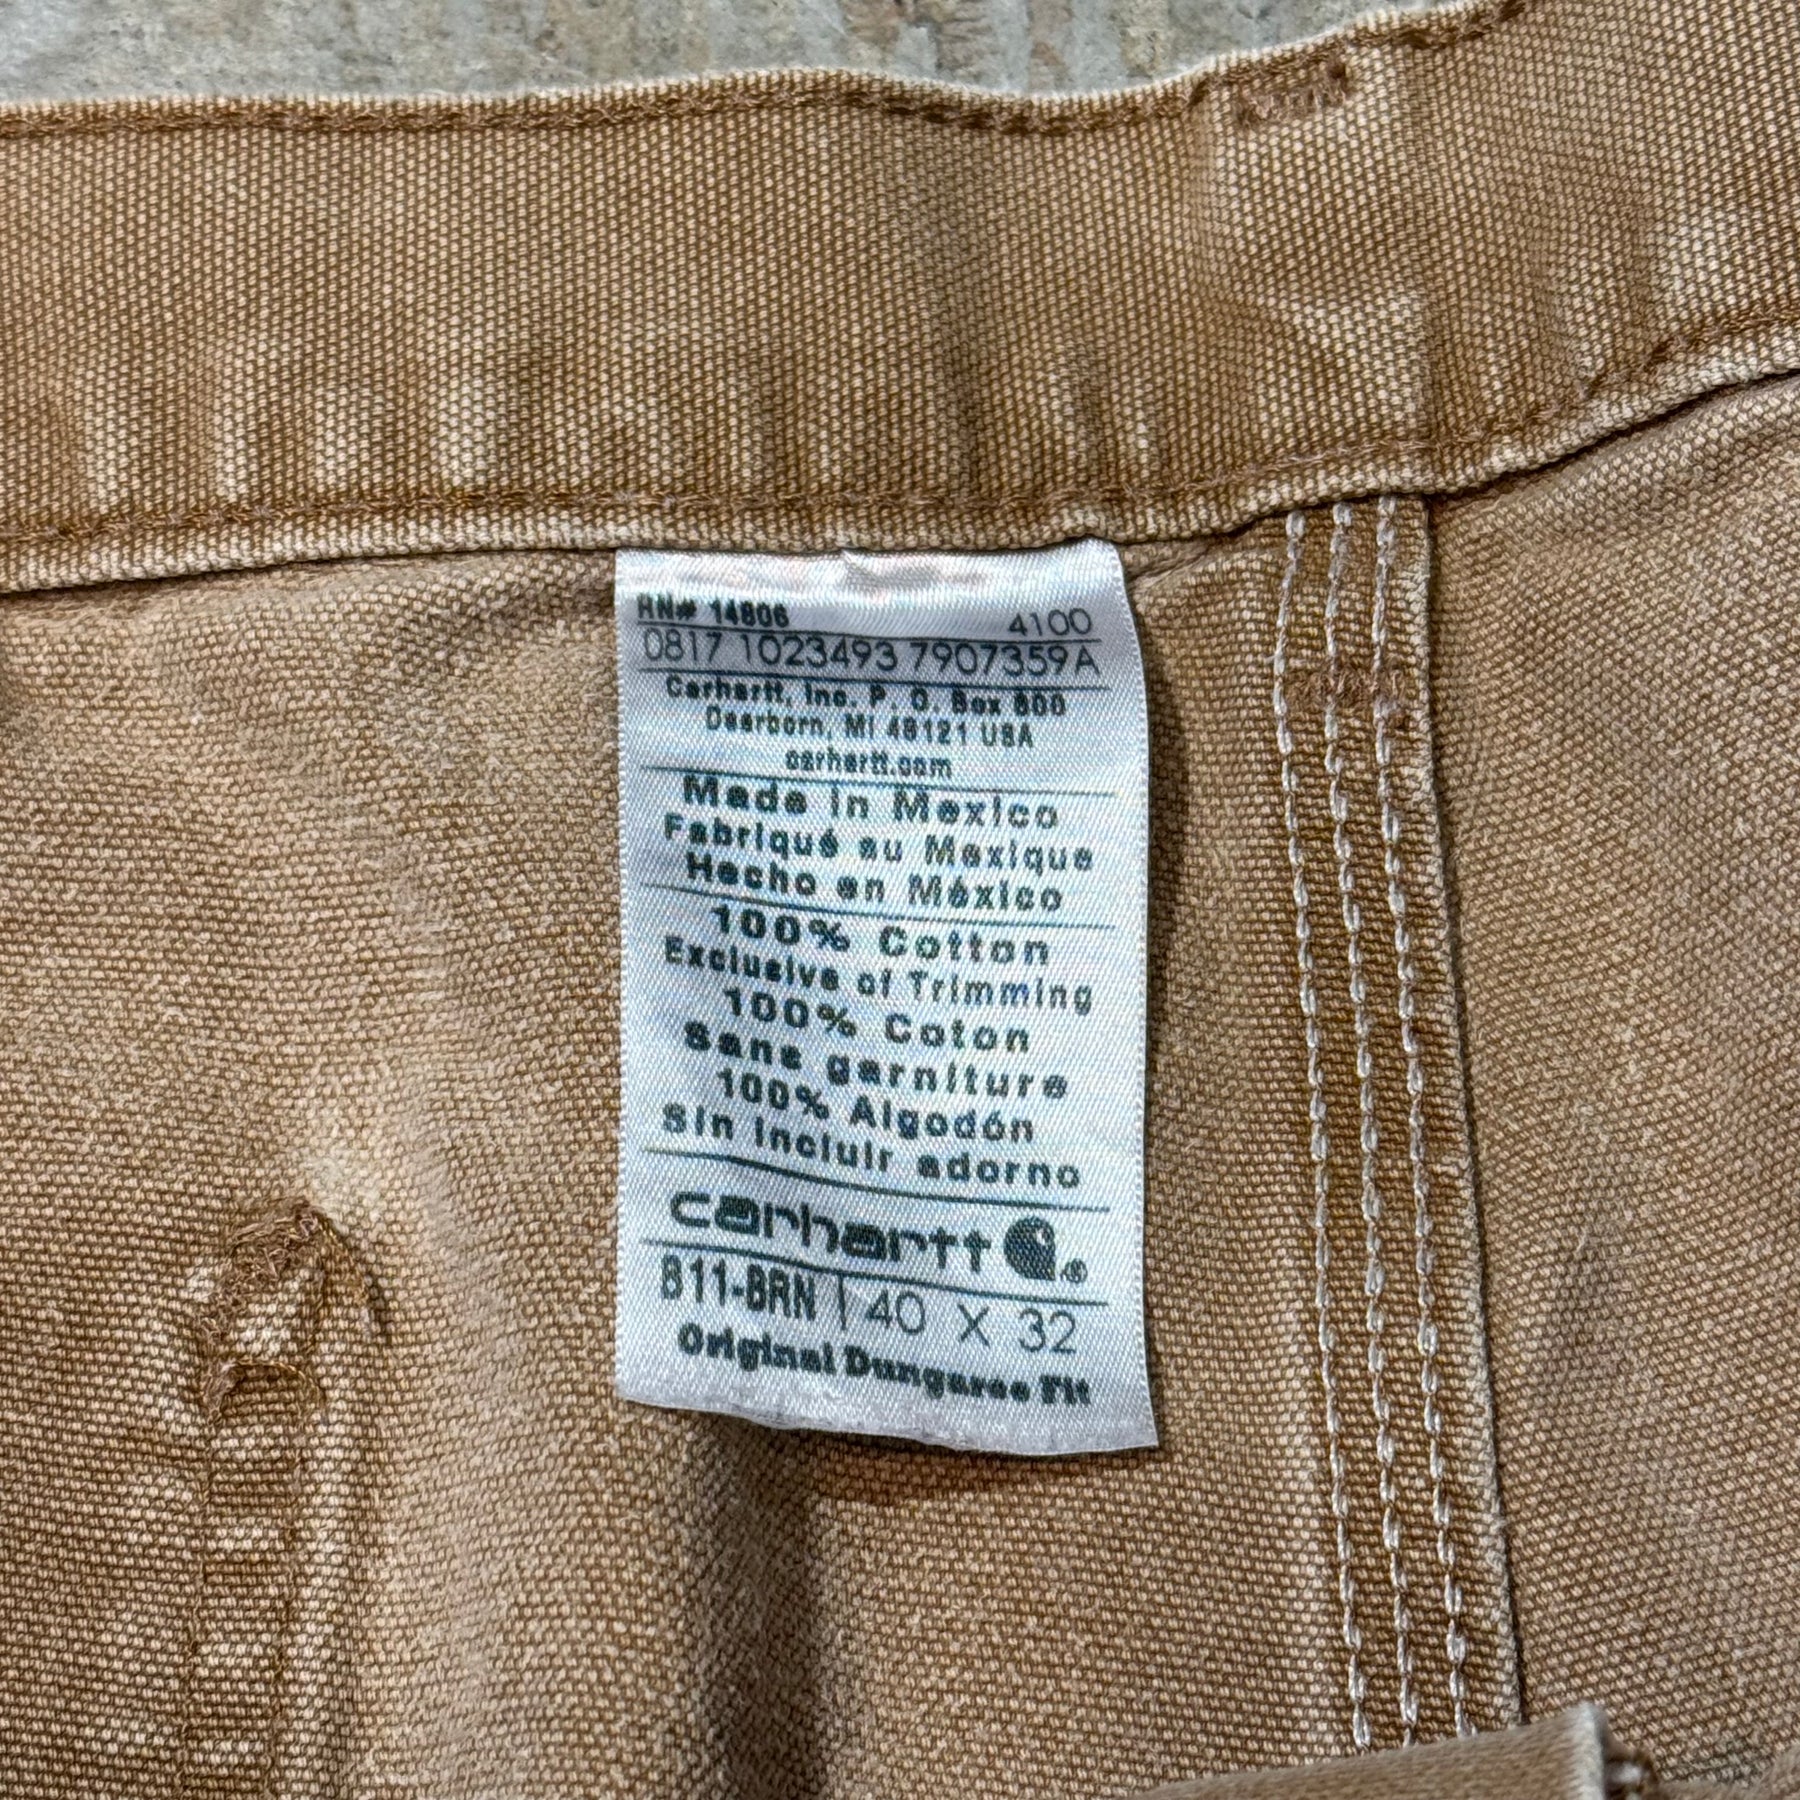 RN# 14806 4100
0817 1023493 7907359A
Carhartt, Inc. P. O. Box 600
Dearborn, MI 48121 USA
carhartt.com
Made in Mexico
Fabriqué au Mexique
Hecho en México
100% Cotton
Exclusive of Trimming
100% Coton
Sans garniture
100% Algodón
Sin incluir adorno
carhartt ®
B11-BRN | 40 X 32
Original Dungaree Fit